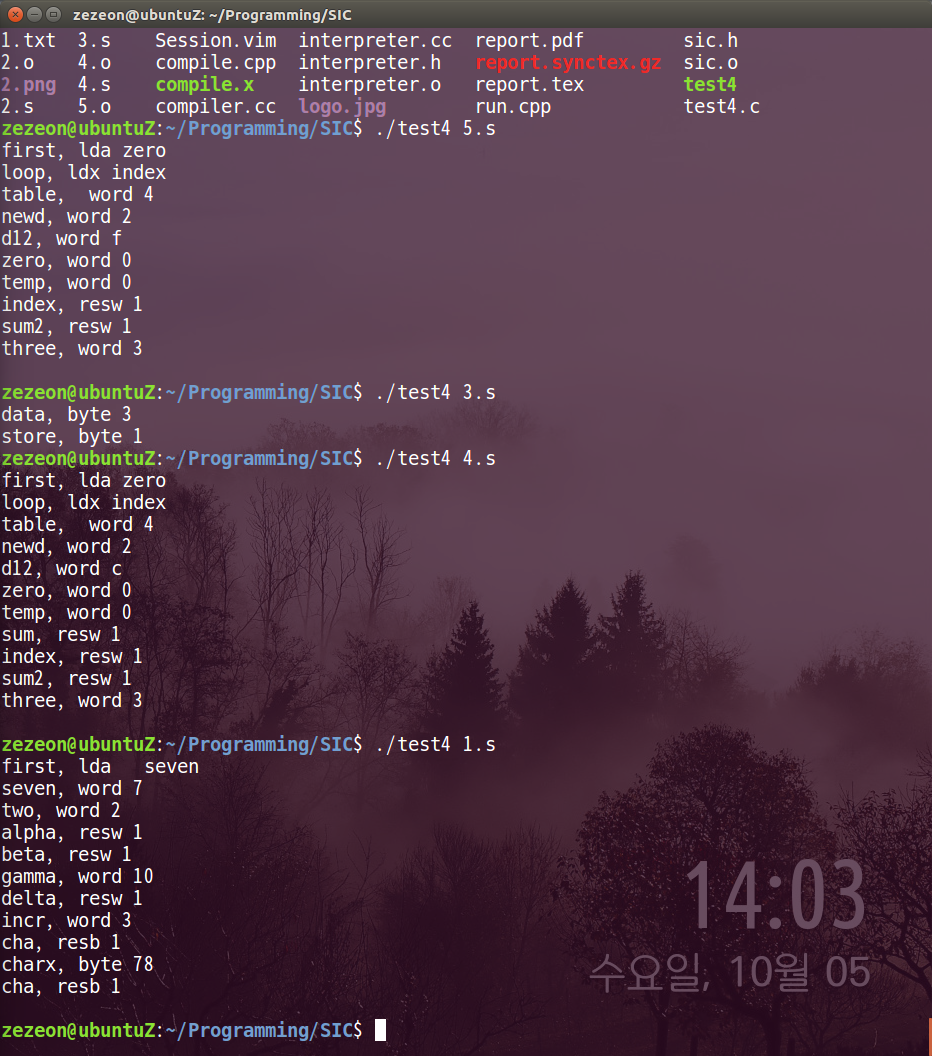 zezeon@ubuntuZ: ~/Programming/SIC
1.txt  3.s    Session.vim  interpreter.cc  report.pdf         sic.h
2.o    4.o    compile.cpp  interpreter.h   report.synctex.gz  sic.o
2.png  4.s    compile.x    interpreter.o   report.tex         test4
2.s    5.o    compiler.cc  logo.jpg        run.cpp            test4.c
zezeon@ubuntuZ:~/Programming/SIC$ ./test4 5.s
first, lda zero
loop, ldx index
table,  word 4
newd, word 2
d12, word f
zero, word 0
temp, word 0
index, resw 1
sum2, resw 1
three, word 3
zezeon@ubuntuZ:~/Programming/SIC$ ./test4 3.s
data, byte 3
store, byte 1
zezeon@ubuntuZ:~/Programming/SIC$ ./test4 4.s
first, lda zero
loop, ldx index
table,  word 4
newd, word 2
d12, word c
zero, word 0
temp, word 0
sum, resw 1
index, resw 1
sum2, resw 1
three, word 3
zezeon@ubuntuZ:~/Programming/SIC$ ./test4 1.s
first, lda   seven
seven, word 7
two, word 2
alpha, resw 1
beta, resw 1
gamma, word 10
delta, resw 1
incr, word 3
cha, resb 1
charx, byte 78
cha, resb 1
zezeon@ubuntuZ:~/Programming/SIC$
14:03
수요일, 10월 05